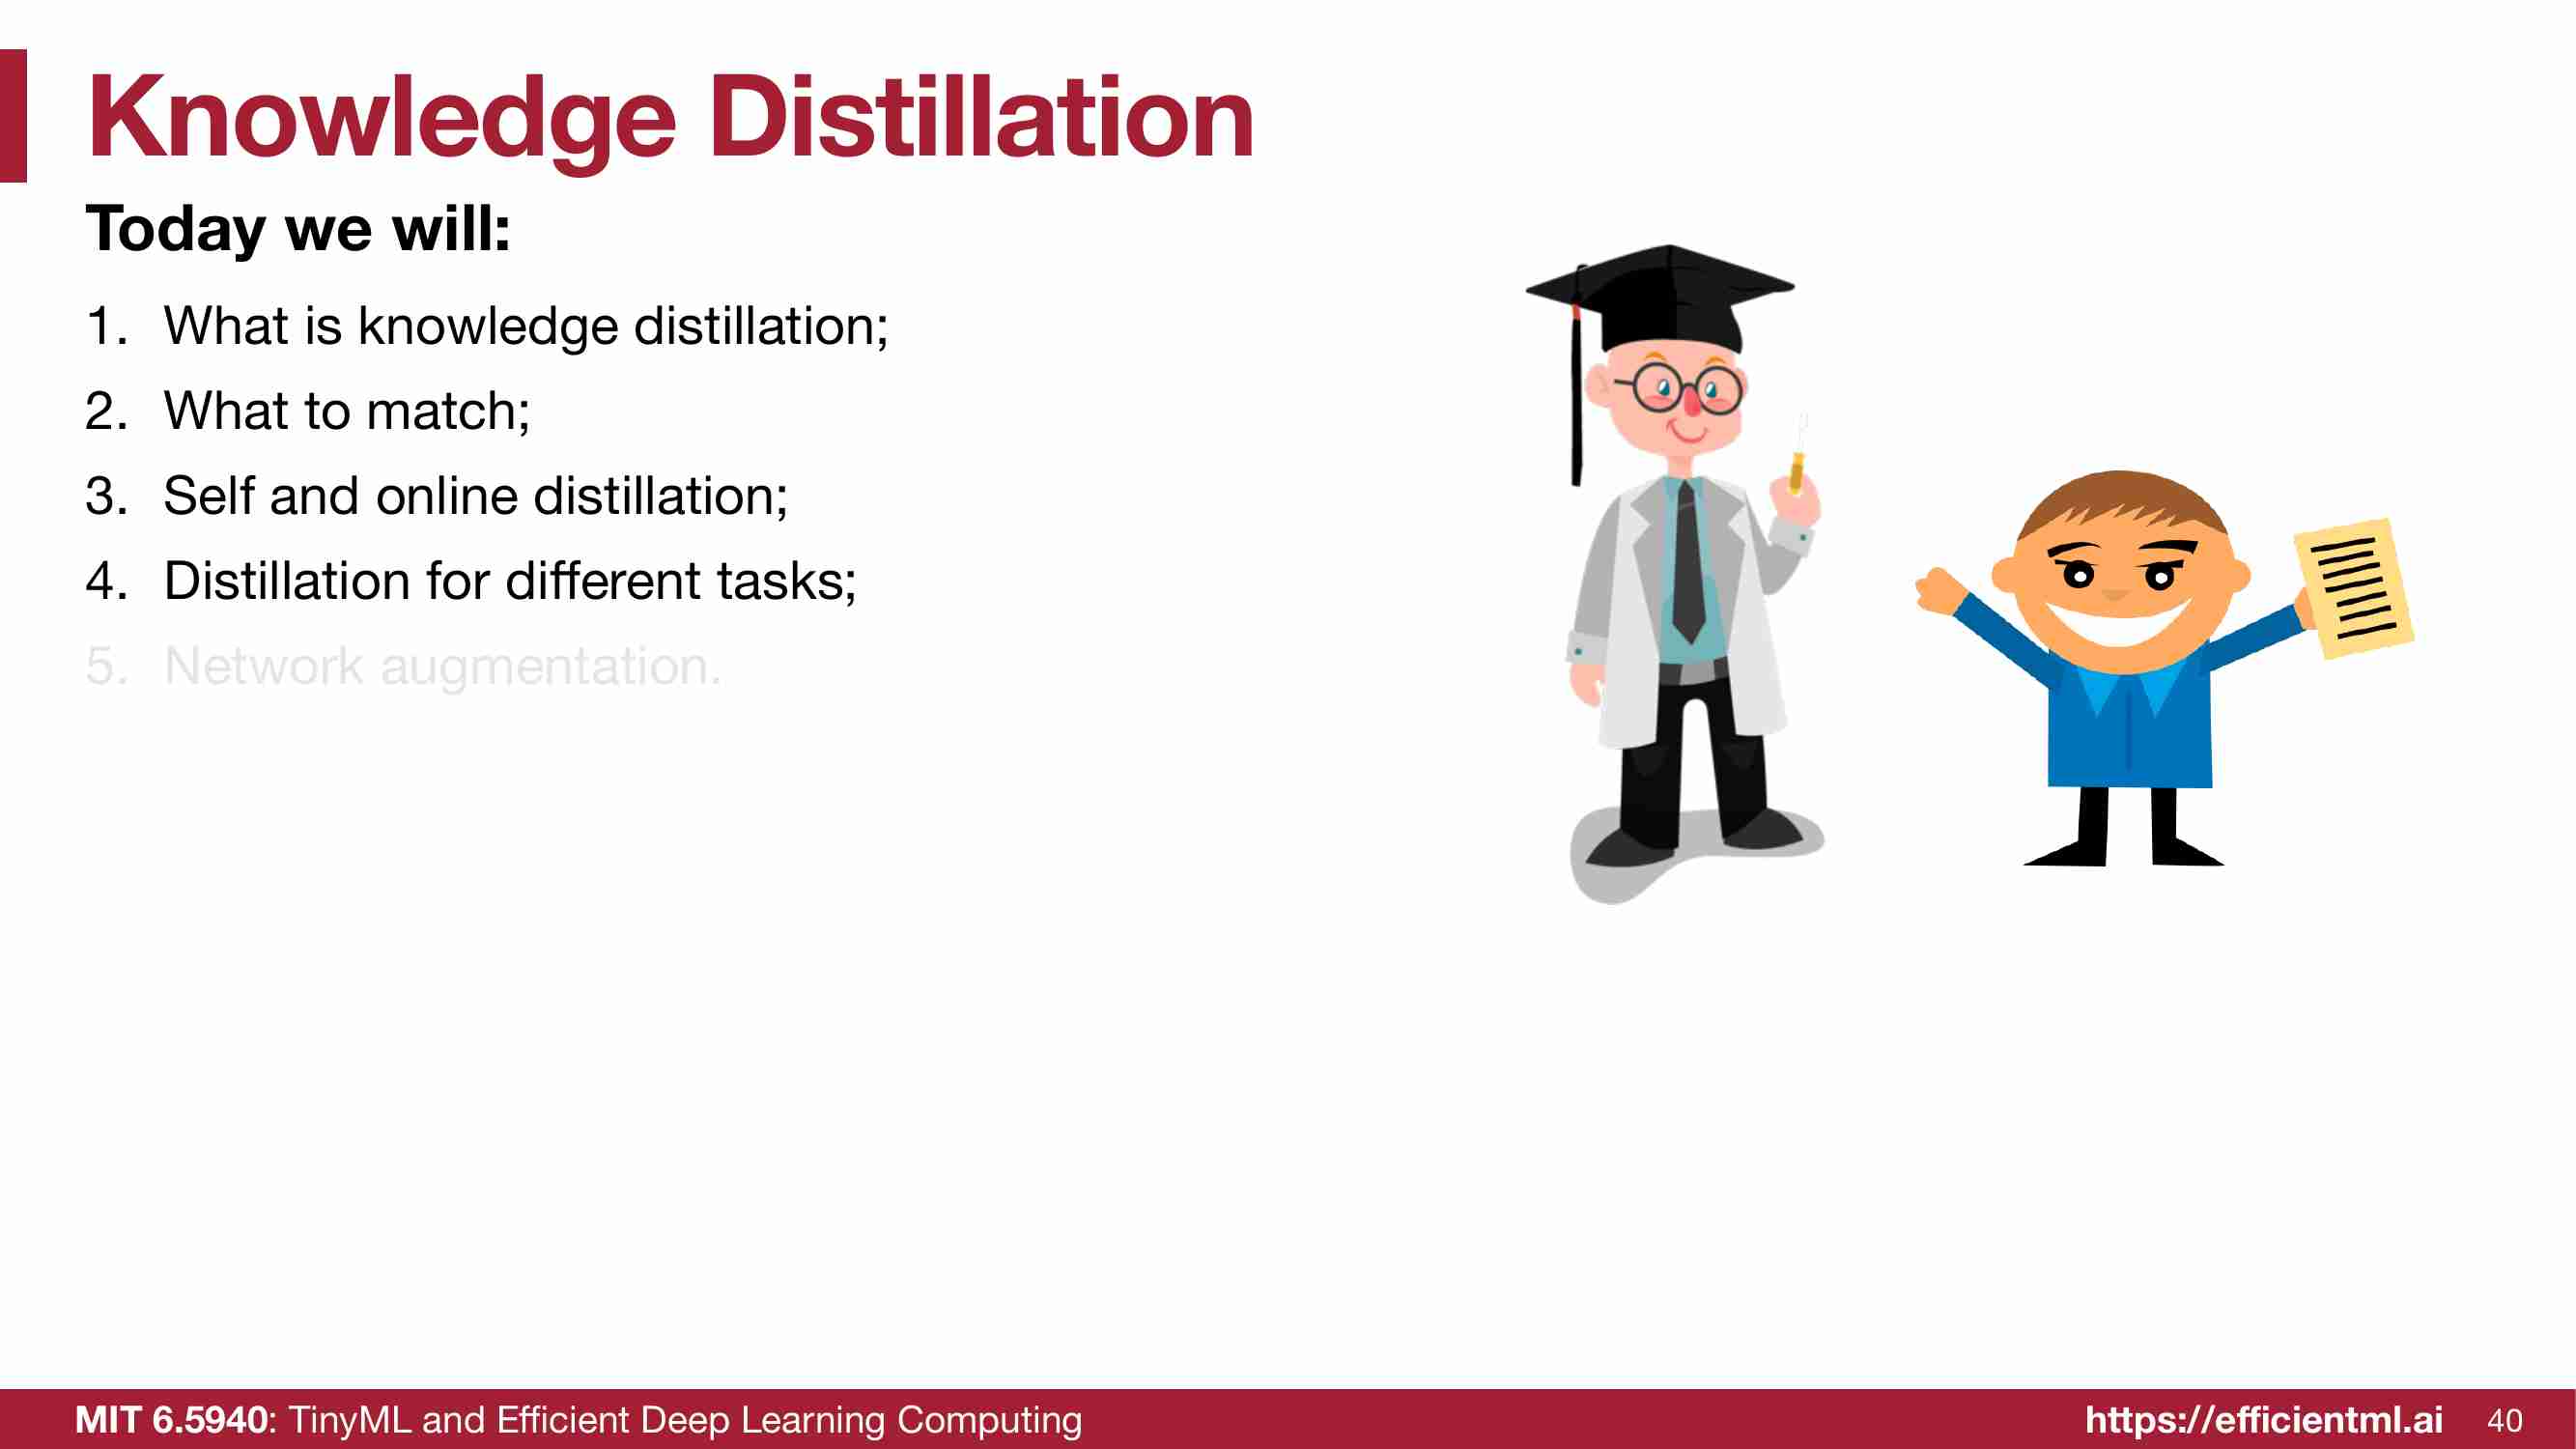 Knowledge Distillation
Today we will:
1. What is knowledge distillation;
2. What to match;
3. Self and online distillation;
4. Distillation for different tasks;
5. Network augmentation.
MIT 6.5940: TinyML and Efficient Deep Learning Computing
https://efficientml.ai 40